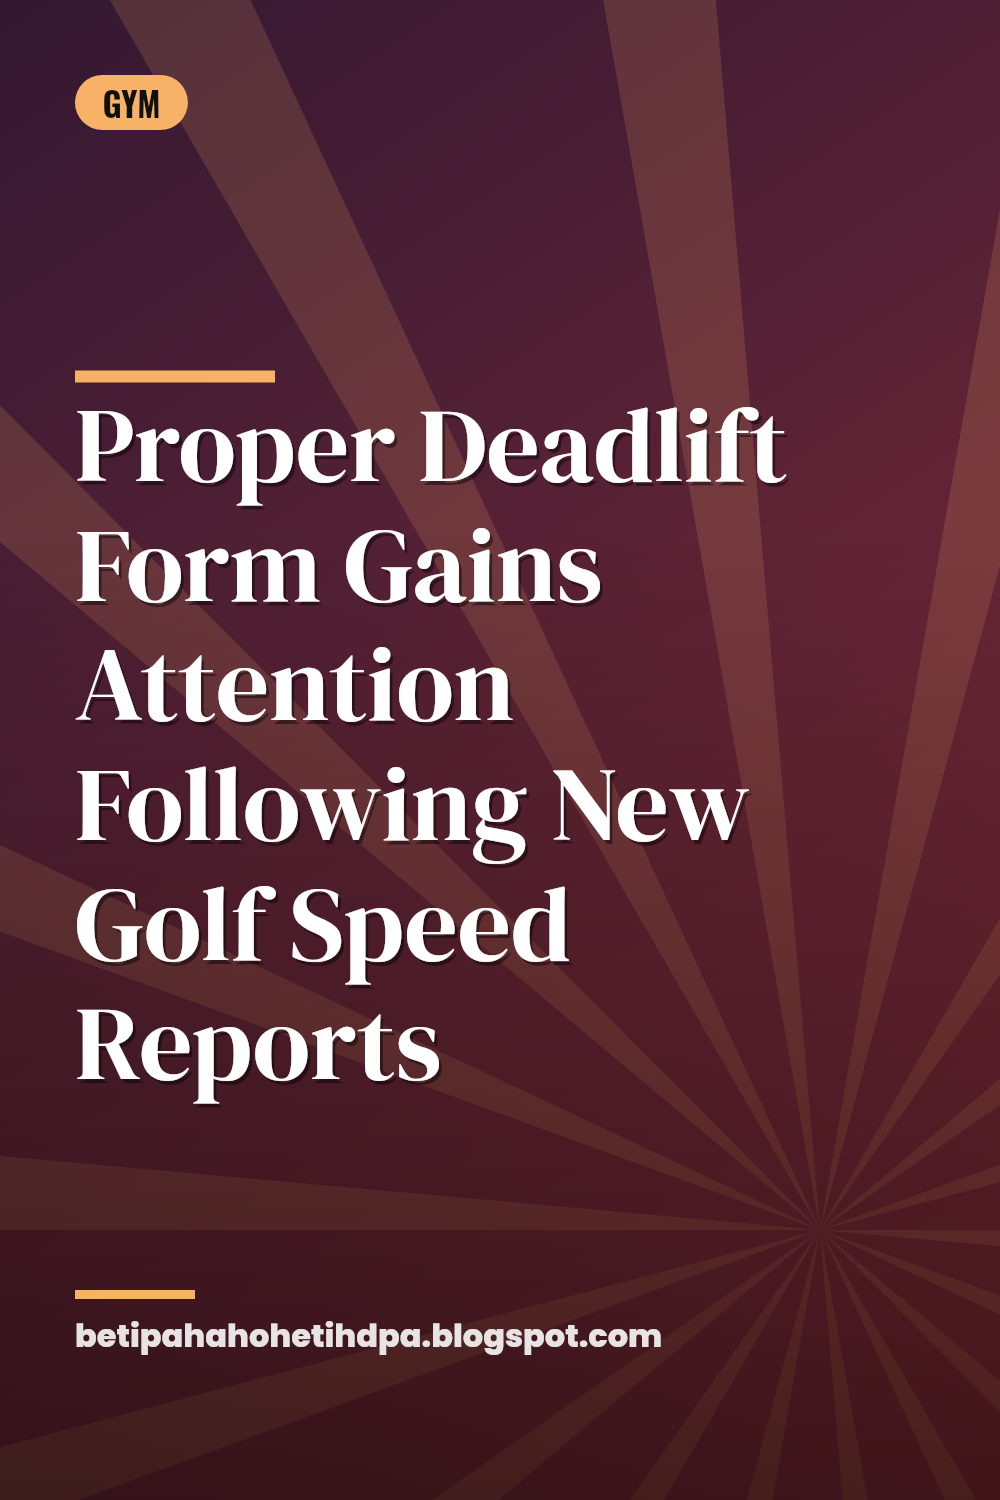 GYM
Proper Deadlift
Form Gains
Attention
Following New
Golf Speed
Reports
betipahahohetihdpa.blogspot.com